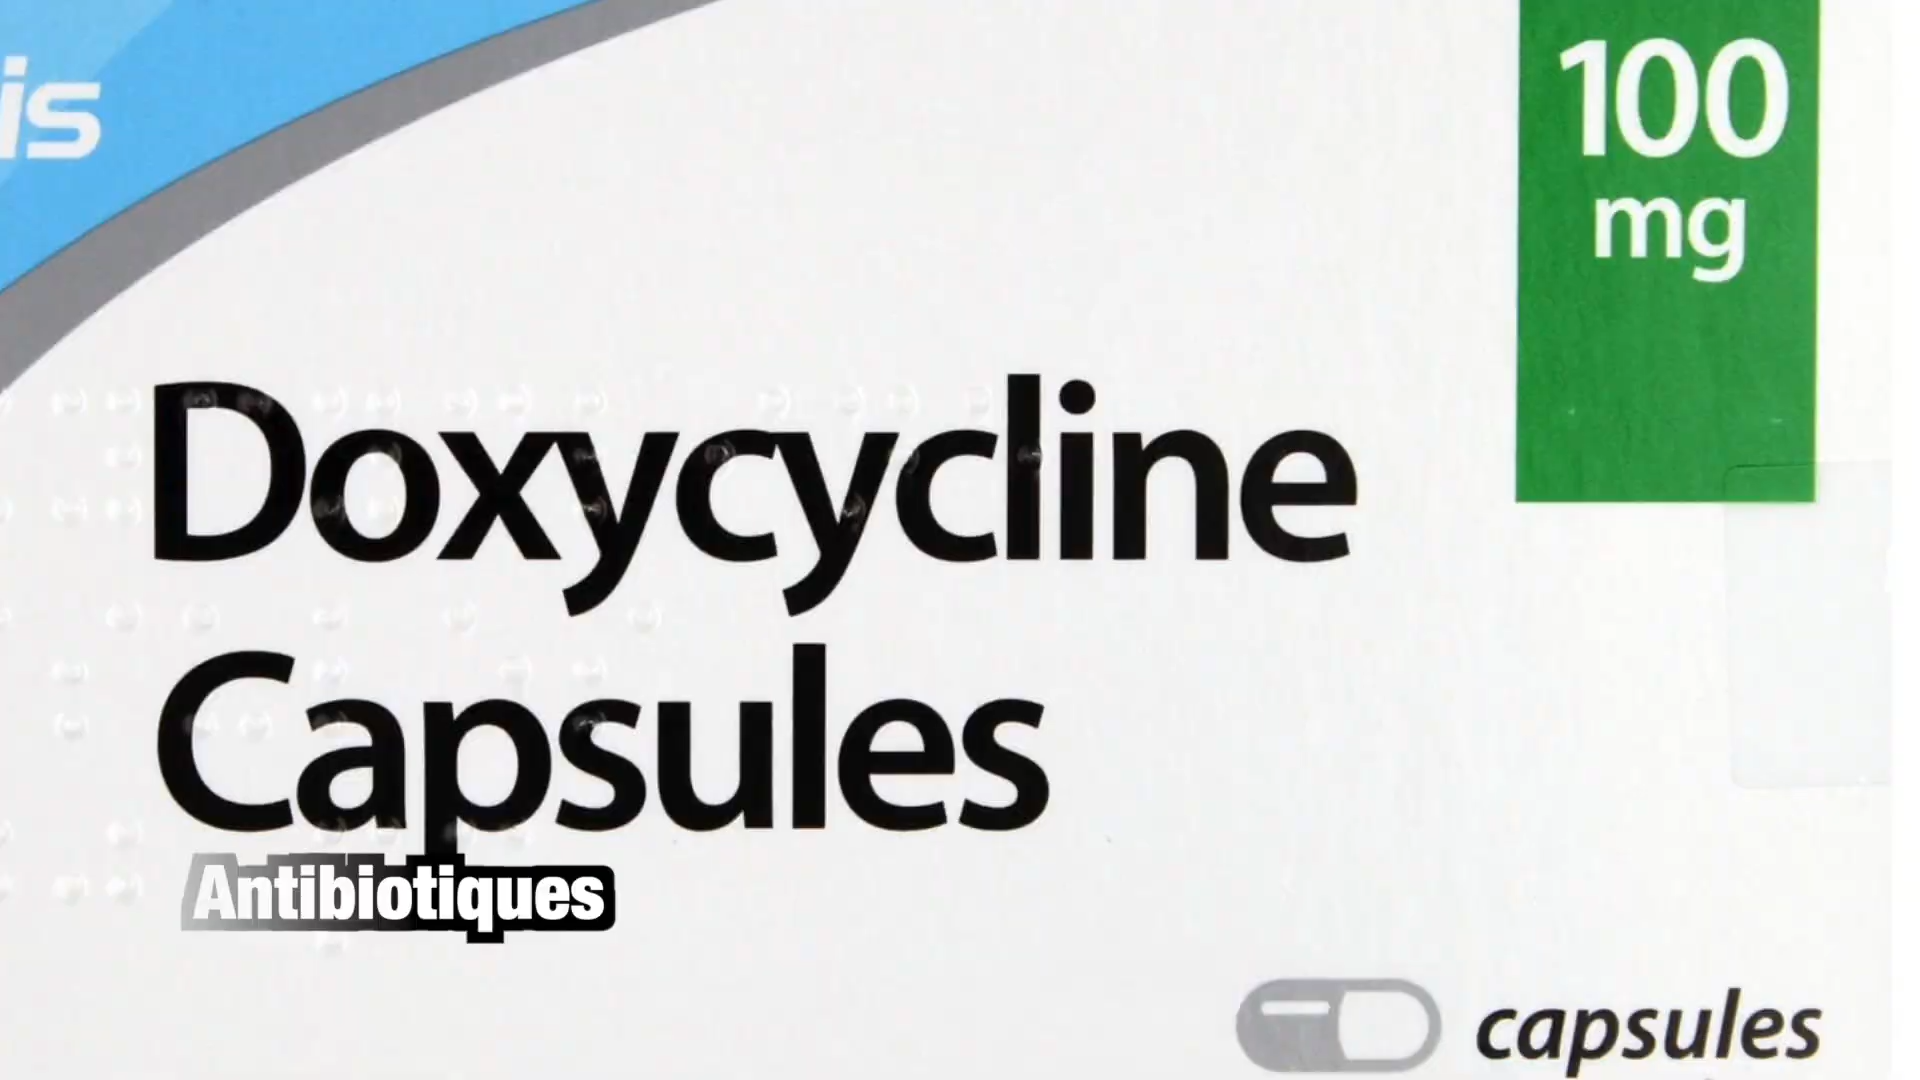 is
100
mg
Doxycycline
Capsules
Antibiotiques
capsules